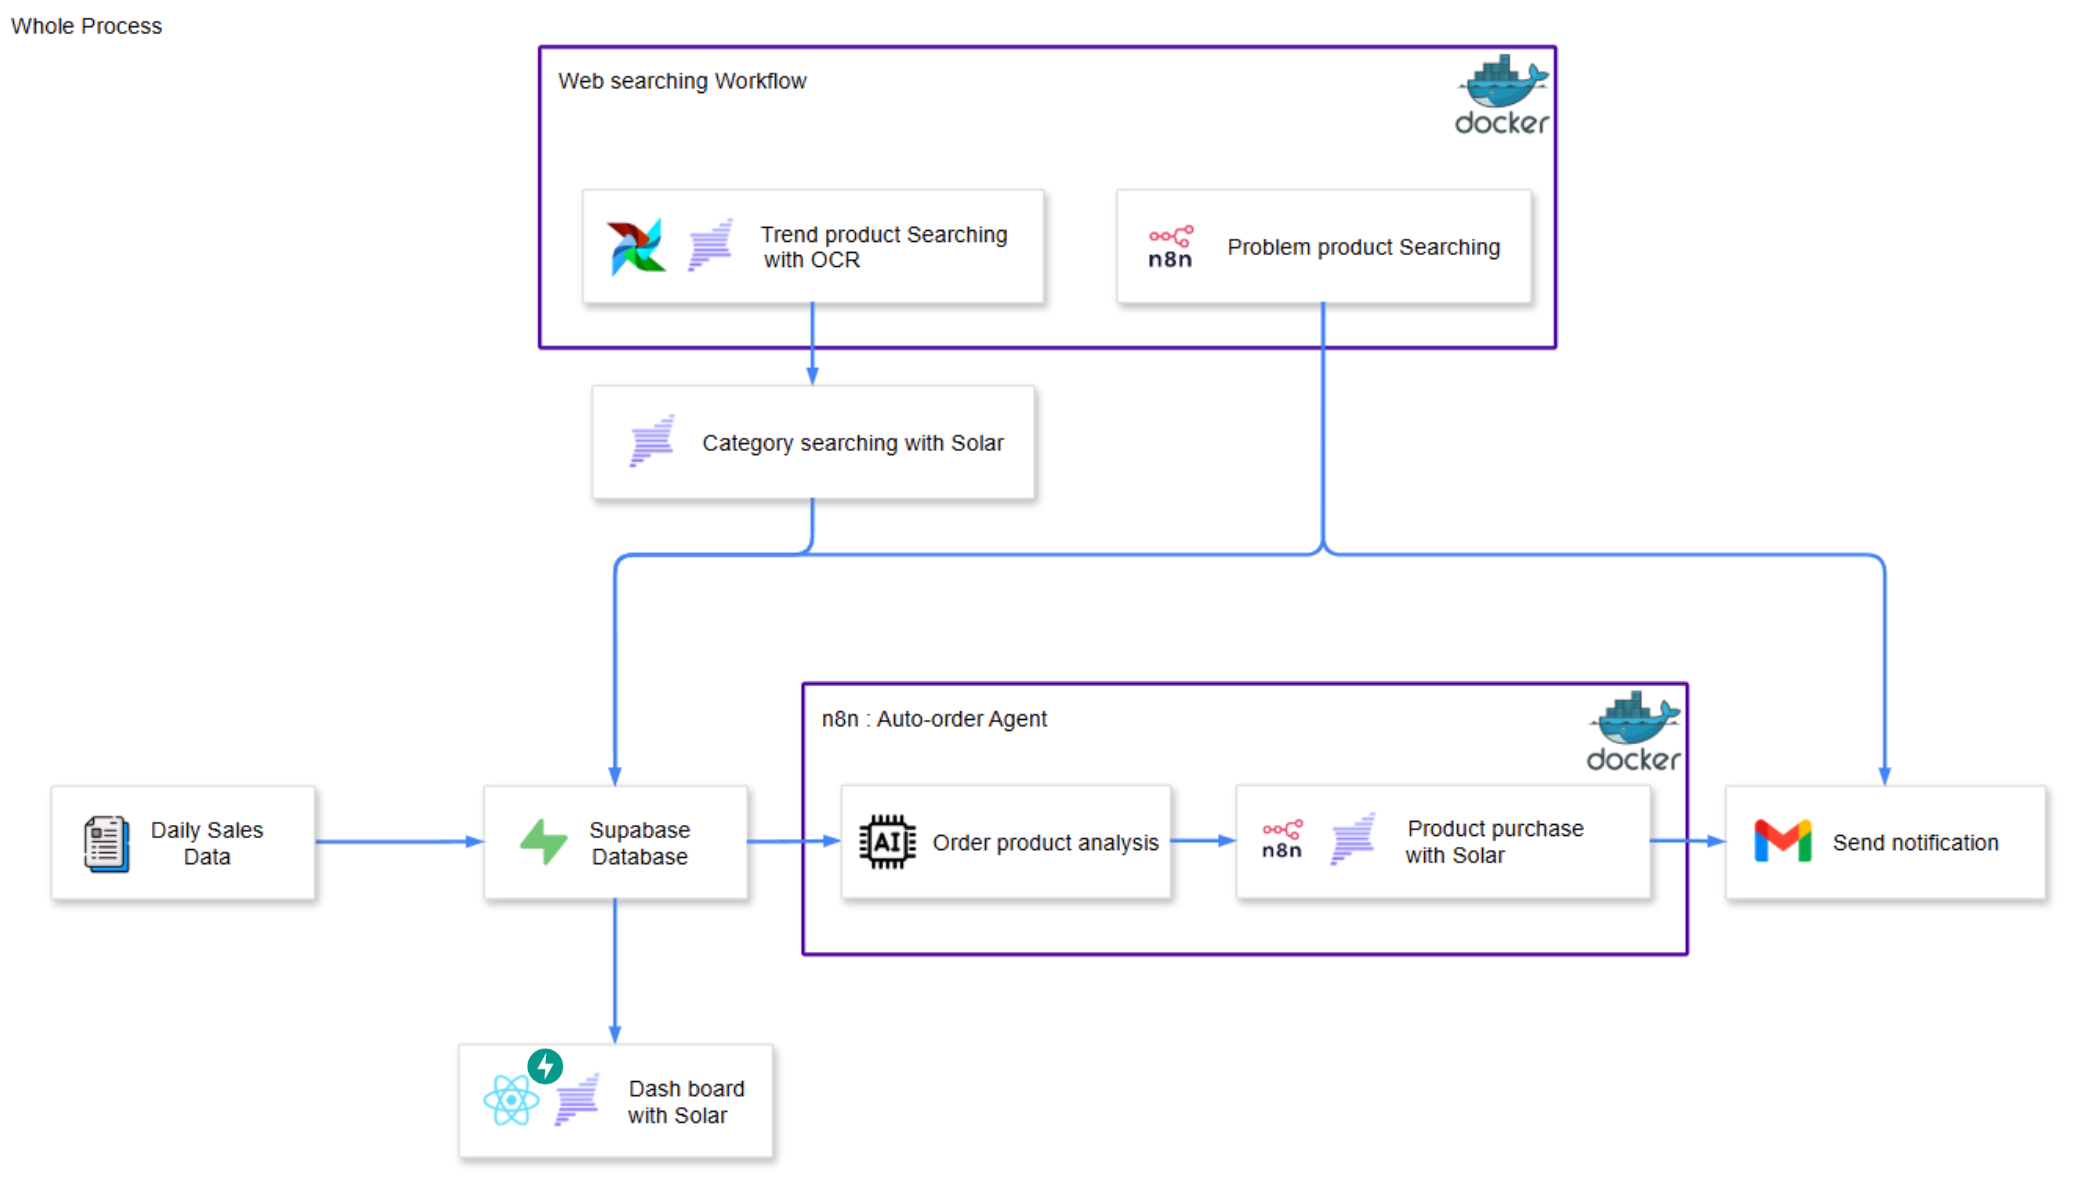 Whole Process
Web searching Workflow
docker
Trend product Searching
with OCR
n8n
Problem product Searching
Category searching with Solar
n8n : Auto-order Agent
docker
Daily Sales
Data
Supabase
Database
AI
Order product analysis
n8n
Product purchase
with Solar
Send notification
Dash board
with Solar